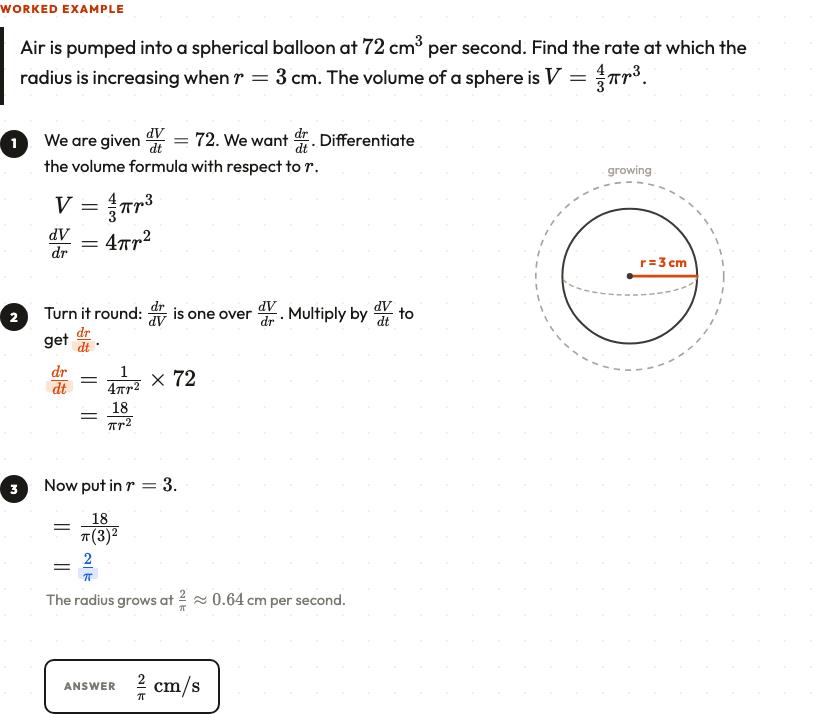 WORKED EXAMPLE
Air is pumped into a spherical balloon at 72 cm³ per second. Find the rate at which the
radius is increasing when r = 3 cm. The volume of a sphere is V = 4/3 πr³.
1
We are given dV/dt = 72. We want dr/dt. Differentiate
the volume formula with respect to r.
V = 4/3 πr³
dV/dr = 4πr²
growing
r = 3 cm
2
Turn it round: dr/dV is one over dV/dr. Multiply by dV/dt to
get dr/dt.
dr/dt = 1/4πr² × 72
= 18/πr²
3
Now put in r = 3.
= 18/π(3)²
= 2/π
The radius grows at 2/π ≈ 0.64 cm per second.
ANSWER 2/π cm/s